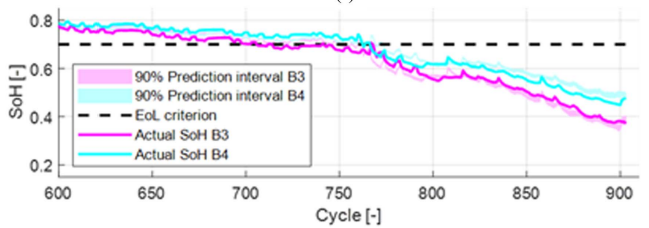 0.8
0.6
0.4
0.2
SoH [-]
90% Prediction interval B3
90% Prediction interval B4
EoL criterion
Actual SoH B3
Actual SoH B4
600 650 700 750 800 850 900
Cycle [-]